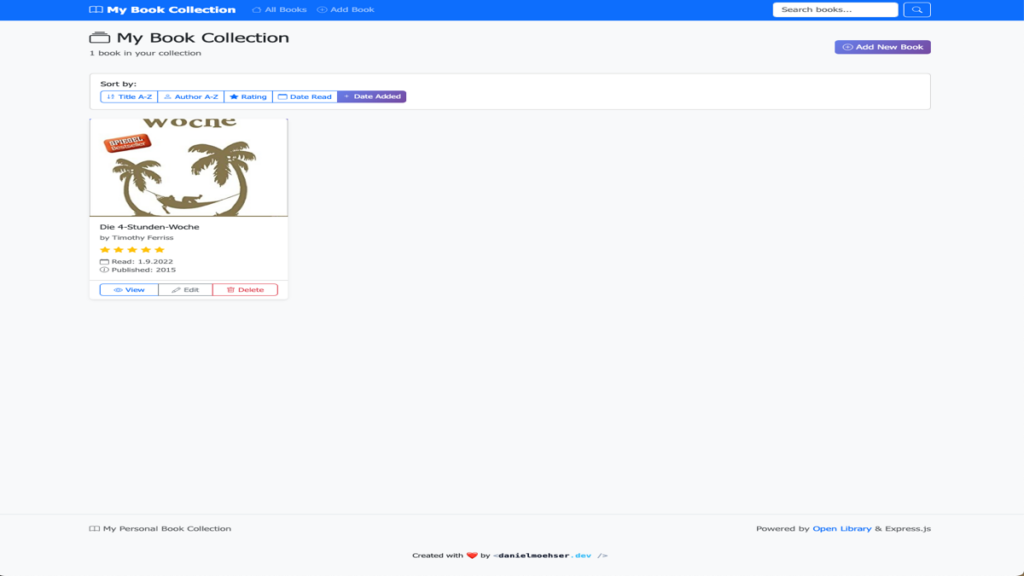 My Book Collection All Books Add Book Search books...
My Book Collection
1 book in your collection
Add New Book
Sort by:
Title A-Z Author A-Z Rating Date Read Date Added
Woche
SPIEGEL
Bestseller
Die 4-Stunden-Woche
by Timothy Ferriss
Read: 1.9.2022
Published: 2015
View Edit Delete
My Personal Book Collection Powered by Open Library & Express.js
Created with ❤️ by <danielmoehser.dev />